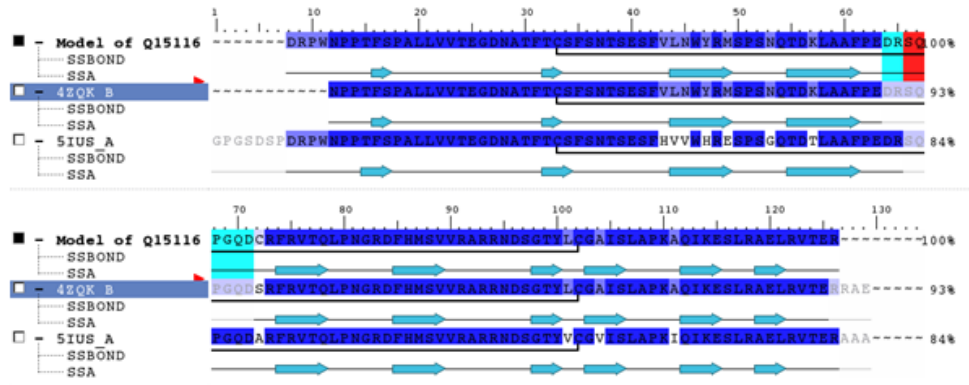 1 10 20 30 40 50 60
Model of Q15116 -------DRPWNPPTFSPALLVVTEGDNATFTCSFSNTSESFVLNWYRMSPSNQTDKLAAFPEDRSQ 100%
SSBOND
SSA
4ZQK B -----------NPPTFSPALLVVTEGDNATFTCSFSNTSESFVLNWYRMSPSNQTDKLAAFPEDRSQ 93%
SSBOND
SSA
5IUS_A GPGSDSPDRPWNPPTFSPALLVVTEGDNATFTCSFSNTSESFHVVWHRESPSGQTDTLAAFPEDRSQ 84%
SSBOND
SSA
70 80 90 100 110 120 130
Model of Q15116 PGQDCRFRVTQLPNGRDFHMSVVRARRNDSGTYLCGAISLAPKAQIKESLRAELRVTER-------- 100%
SSBOND
SSA
4ZQK B PGQDSRFRVTQLPNGRDFHMSVVRARRNDSGTYLCGAISLAPKAQIKESLRAELRVTERRAE----- 93%
SSBOND
SSA
5IUS_A PGQDARFRVTQLPNGRDFHMSVVRARRNDSGTYVCGVISLAPKIQIKESLRAELRVTERAAA----- 84%
SSBOND
SSA